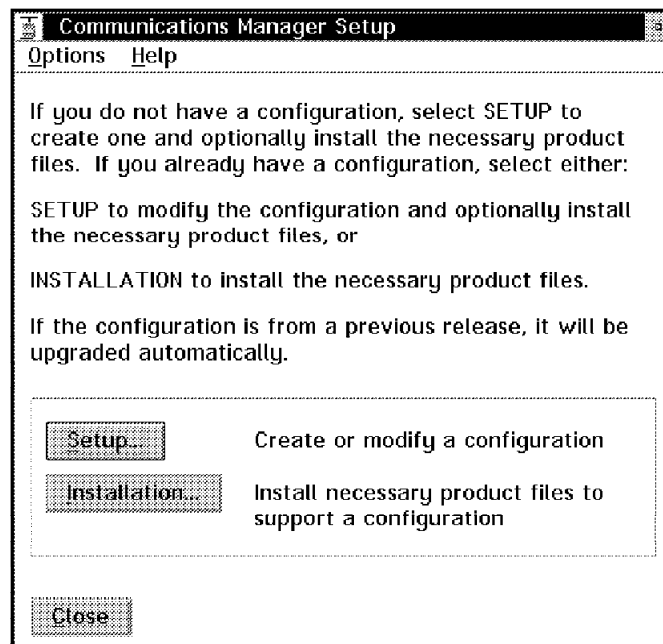 Communications Manager Setup
Options Help
If you do not have a configuration, select SETUP to
create one and optionally install the necessary product
files. If you already have a configuration, select either:
SETUP to modify the configuration and optionally install
the necessary product files, or
INSTALLATION to install the necessary product files.
If the configuration is from a previous release, it will be
upgraded automatically.
Setup... Create or modify a configuration
Installation... Install necessary product files to
support a configuration
Close